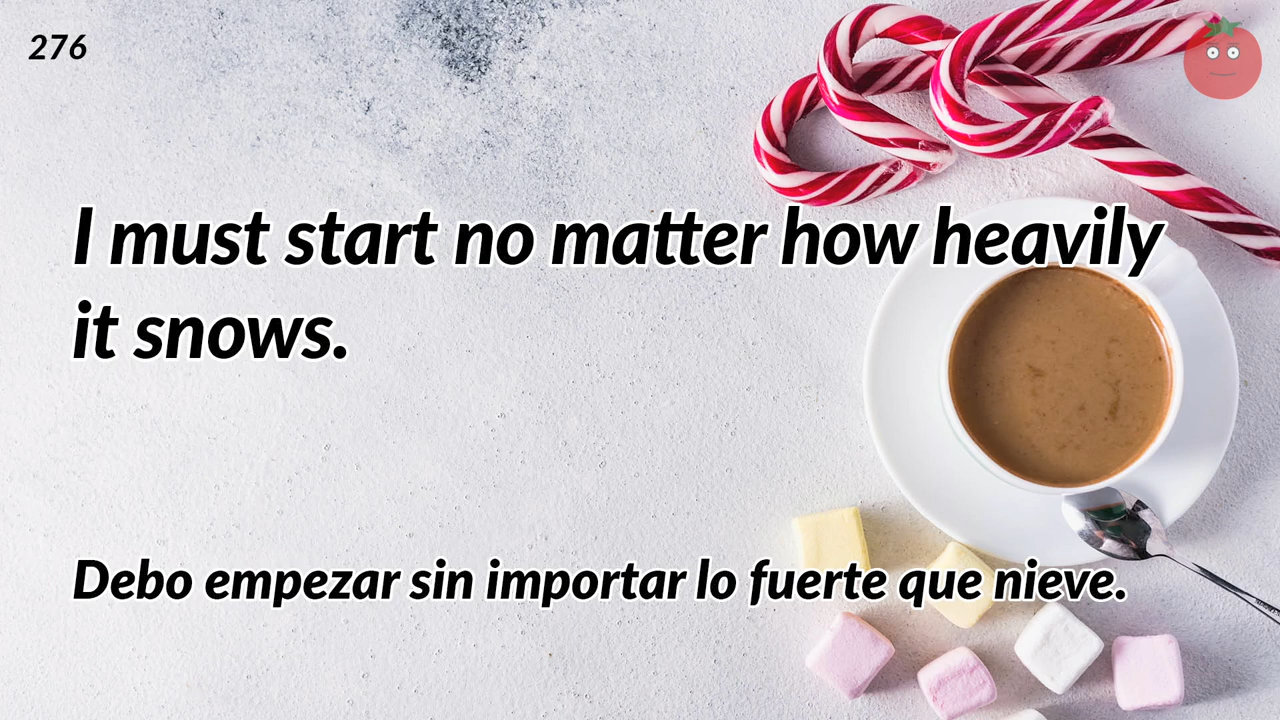 276
I must start no matter how heavily
it snows.
Debo empezar sin importar lo fuerte que nieve.